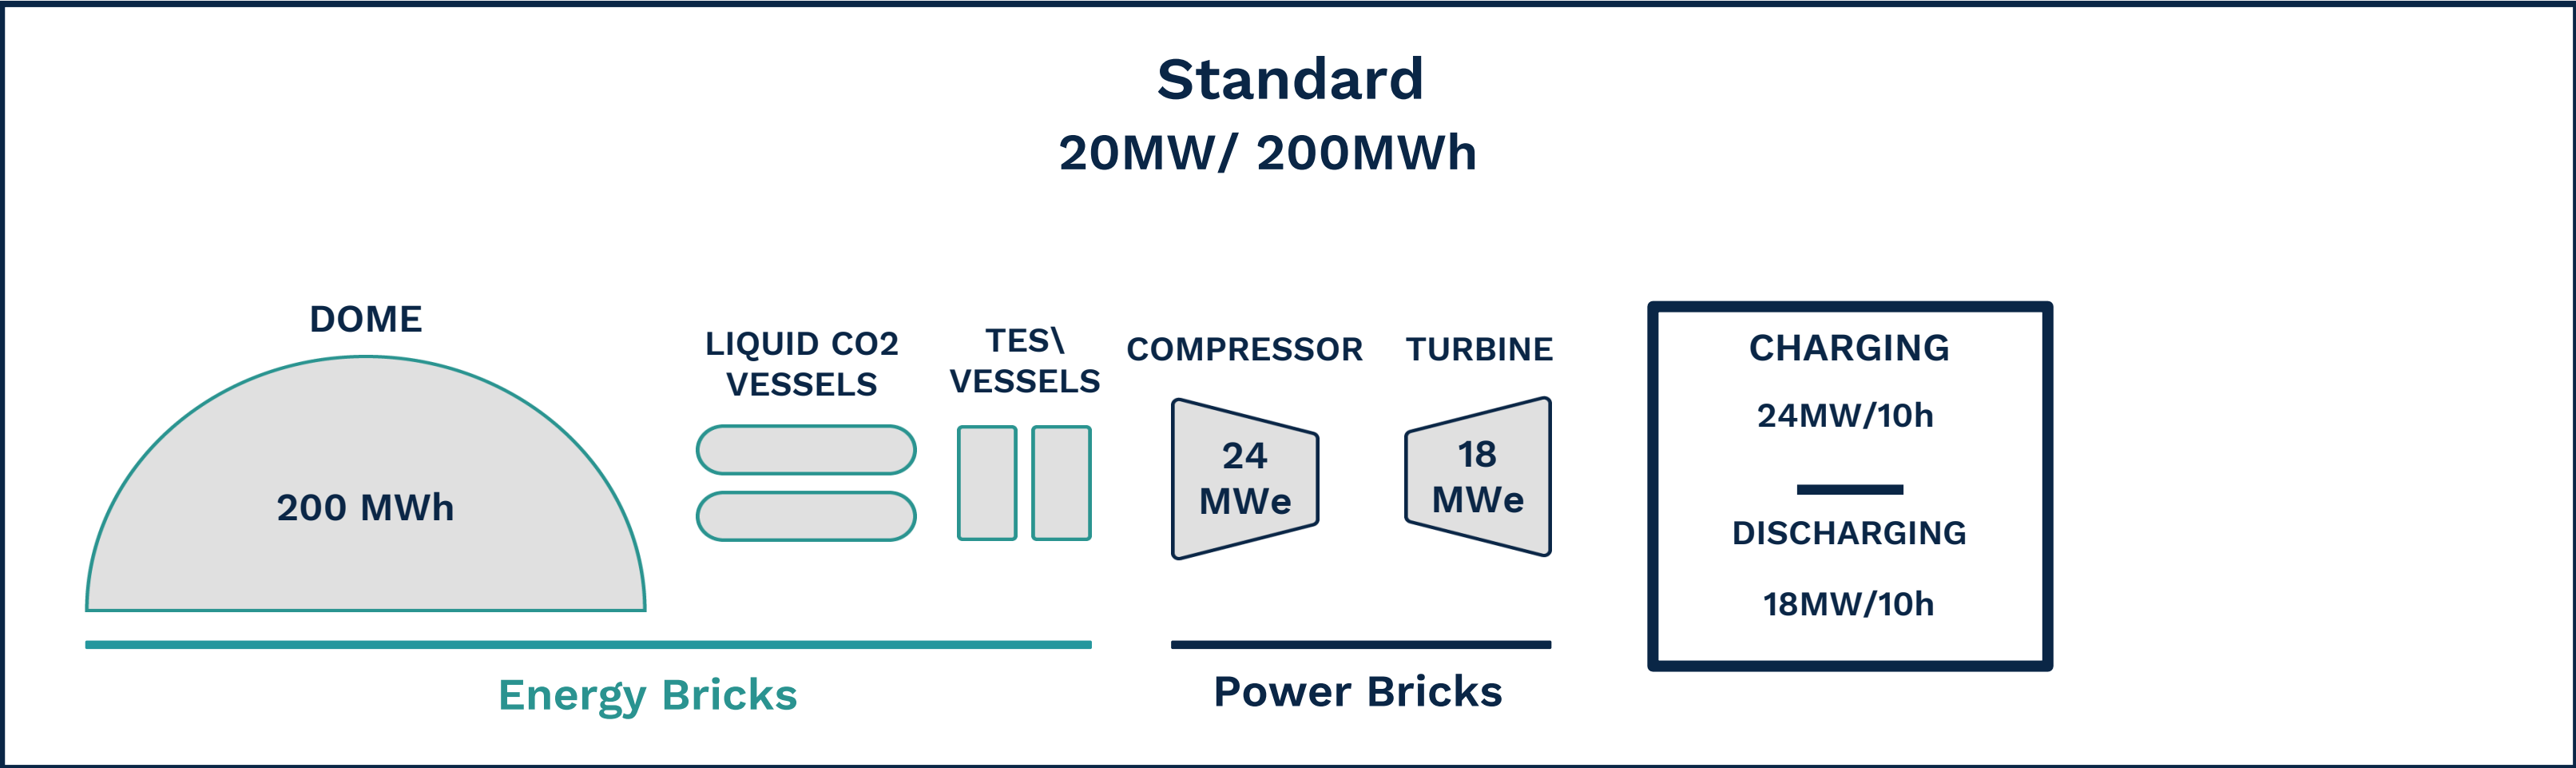 Standard
20MW/ 200MWh
DOME
200 MWh
LIQUID CO2
VESSELS
TES\
VESSELS
COMPRESSOR
24
MWe
TURBINE
18
MWe
CHARGING
24MW/10h
DISCHARGING
18MW/10h
Energy Bricks
Power Bricks